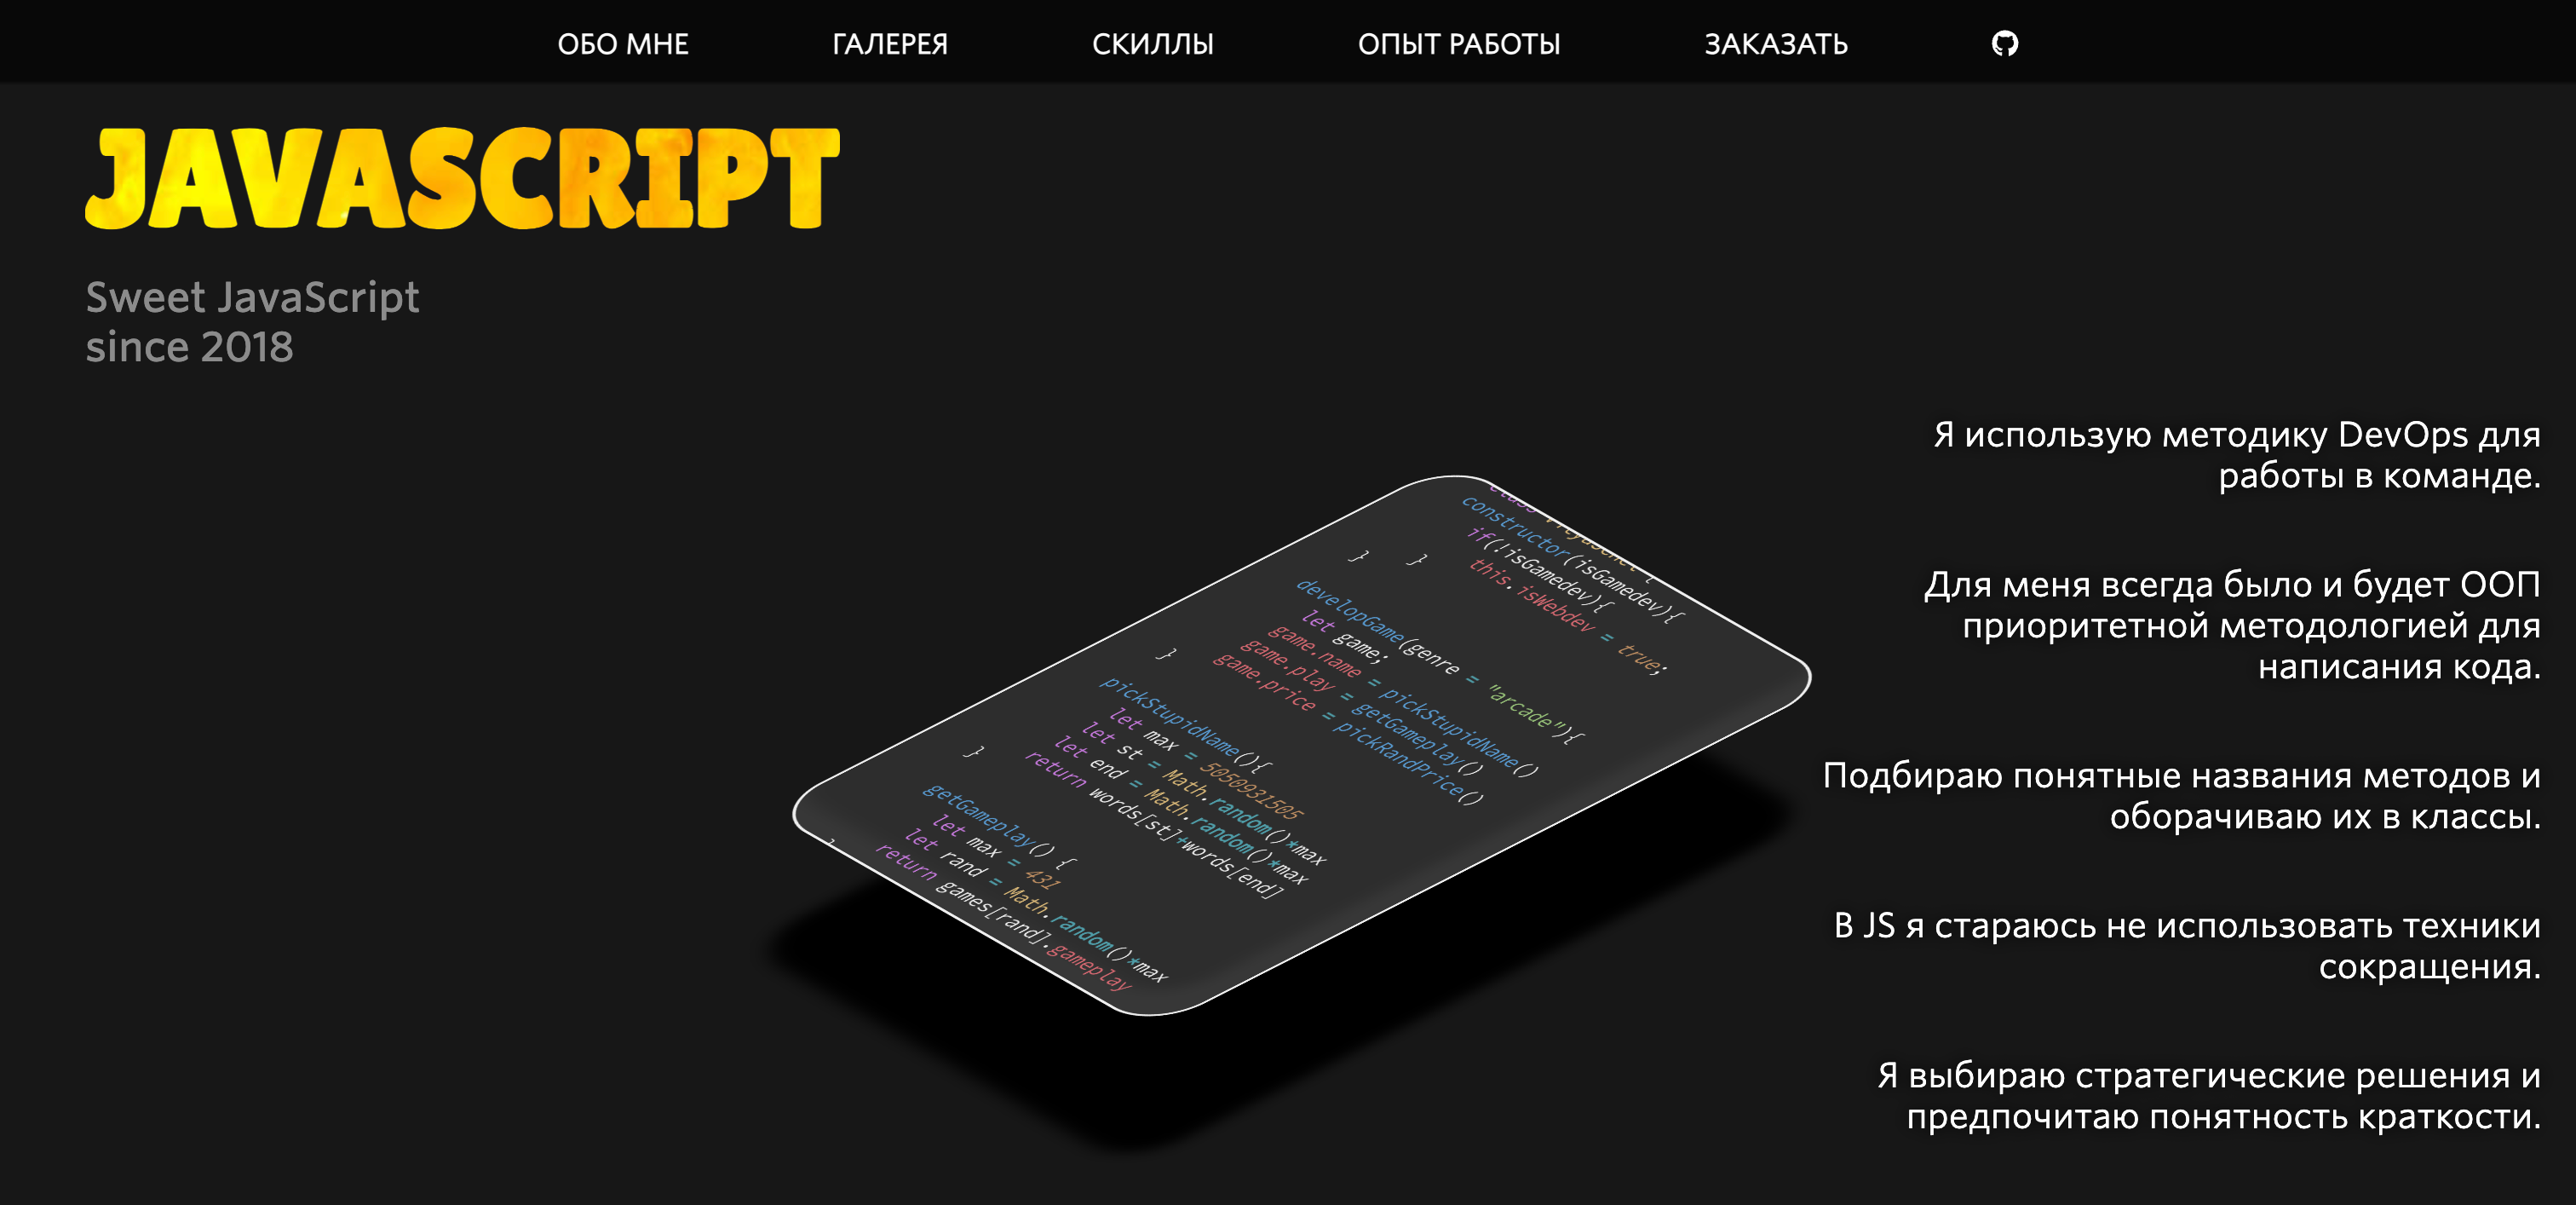 ОБО МНЕ ГАЛЕРЕЯ СКИЛЛЫ ОПЫТ РАБОТЫ ЗАКАЗАТЬ
JAVASCRIPT
Sweet JavaScript
since 2018
constructor(isGamedev){
if(!isGamedev){
this.isWebdev = true;
}
}
developGame(genre = "arcade"){
let game;
game.name = pickStupidName()
game.play = getGameplay()
game.price = pickRandPrice()
}
pickStupidName(){
let max = 5050931505
let st = Math.random()*max
let end = Math.random()*max
return words[st]+words[end]
}
getGameplay() {
let max = 431
let rand = Math.random()*max
return games[rand].gameplay
}
Я использую методику DevOps для
работы в команде.
Для меня всегда было и будет ООП
приоритетной методологией для
написания кода.
Подбираю понятные названия методов и
оборачиваю их в классы.
В JS я стараюсь не использовать техники
сокращения.
Я выбираю стратегические решения и
предпочитаю понятность краткости.